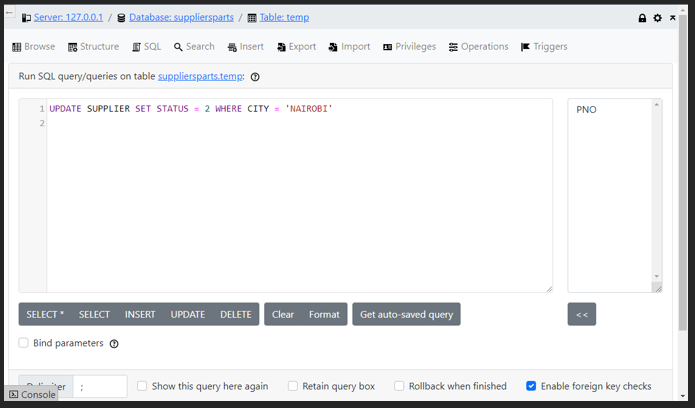 Server: 127.0.0.1 / Database: suppliersparts / Table: temp
Browse Structure SQL Search Insert Export Import Privileges Operations Triggers
Run SQL query/queries on table suppliersparts.temp:
1 UPDATE SUPPLIER SET STATUS = 2 WHERE CITY = 'NAIROBI'
2
PNO
SELECT * SELECT INSERT UPDATE DELETE Clear Format Get auto-saved query <<
Bind parameters
Delimiter ; Show this query here again Retain query box Rollback when finished Enable foreign key checks
Console